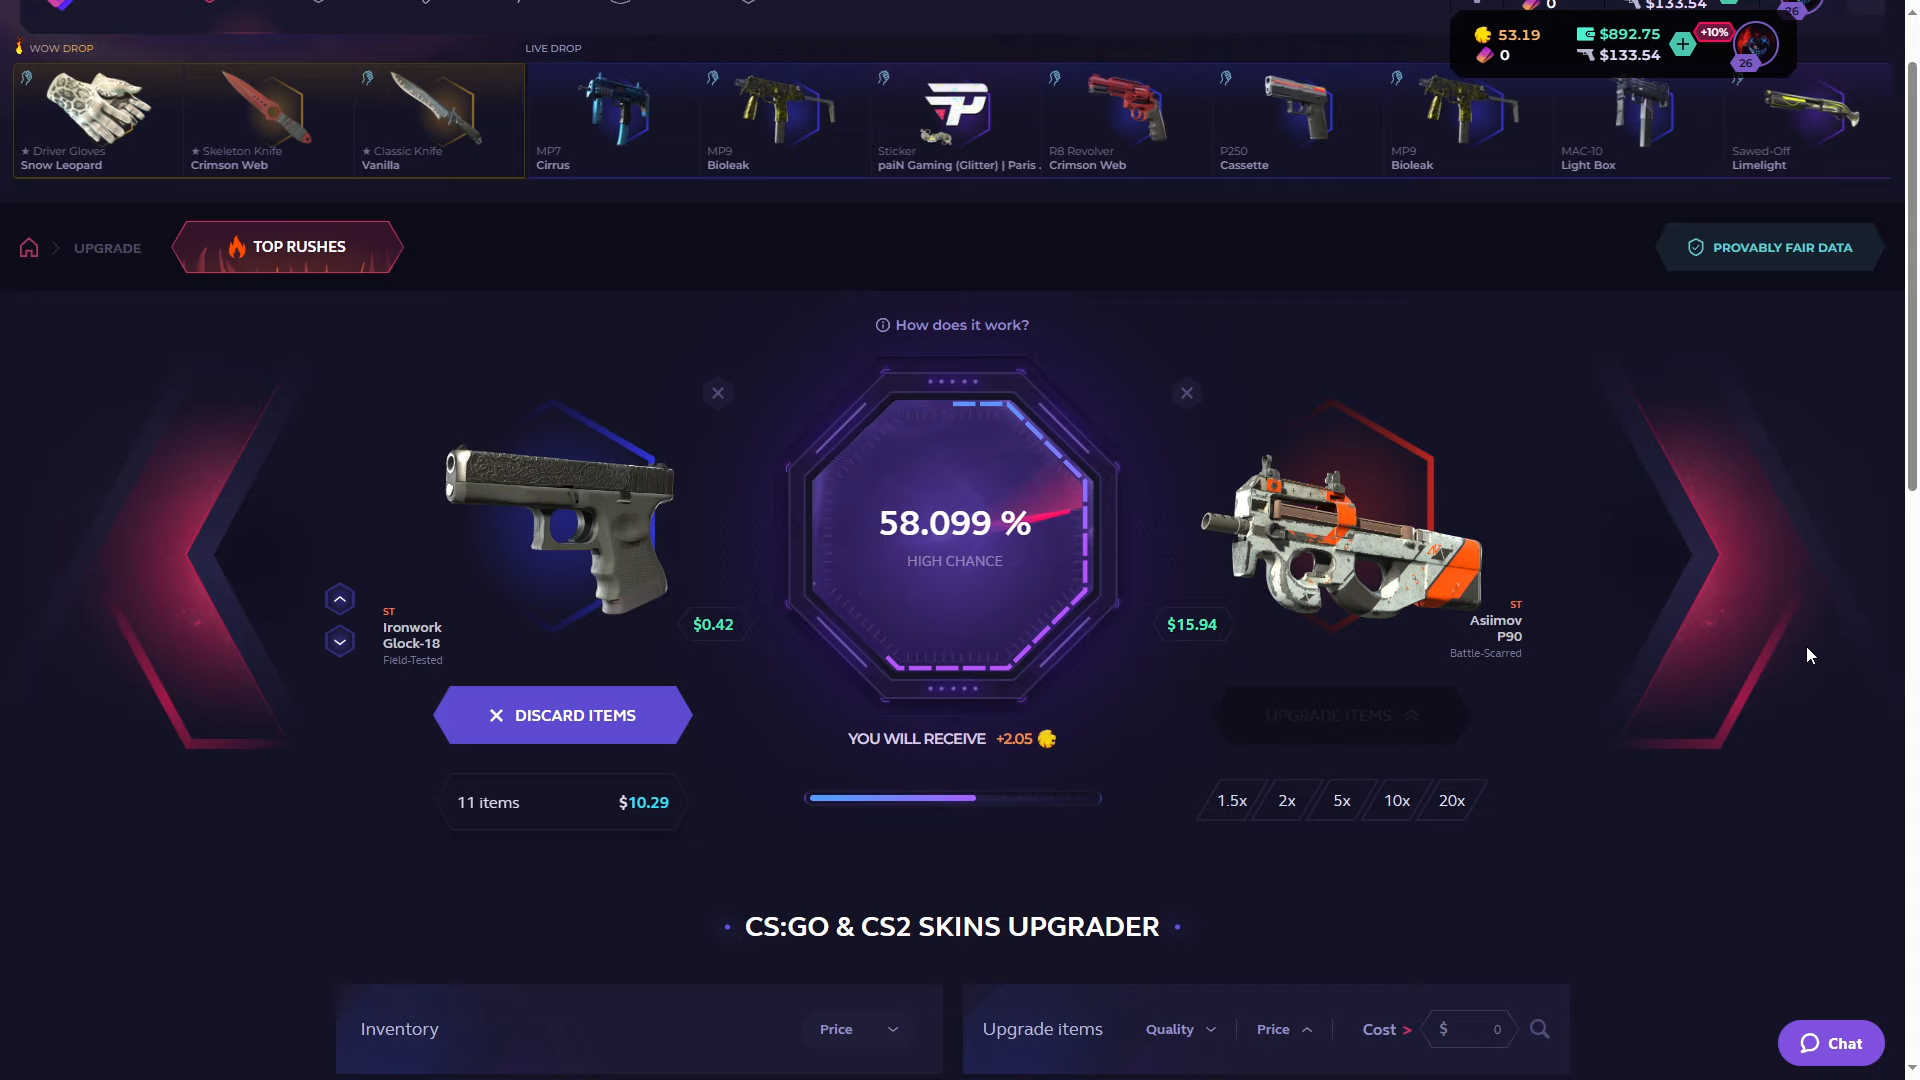 0
$133.54
26
WOW DROP
LIVE DROP
53.19
$892.75
+10%
0
$133.54
26
★ Driver Gloves
Snow Leopard
★ Skeleton Knife
Crimson Web
★ Classic Knife
Vanilla
MP7
Cirrus
MP9
Bioleak
Sticker
paiN Gaming (Glitter) | Paris .
R8 Revolver
Crimson Web
P250
Cassette
MP9
Bioleak
MAC-10
Light Box
Sawed-Off
Limelight
UPGRADE
TOP RUSHES
PROVABLY FAIR DATA
How does it work?
58.099 %
HIGH CHANCE
ST
Ironwork
Glock-18
Field-Tested
$0.42
$15.94
ST
Asiimov
P90
Battle-Scarred
DISCARD ITEMS
UPGRADE ITEMS
YOU WILL RECEIVE +2.05
11 items $10.29
1.5x 2x 5x 10x 20x
CS:GO & CS2 SKINS UPGRADER
Inventory
Price
Upgrade items
Quality
Price
Cost >
$ 0
Chat